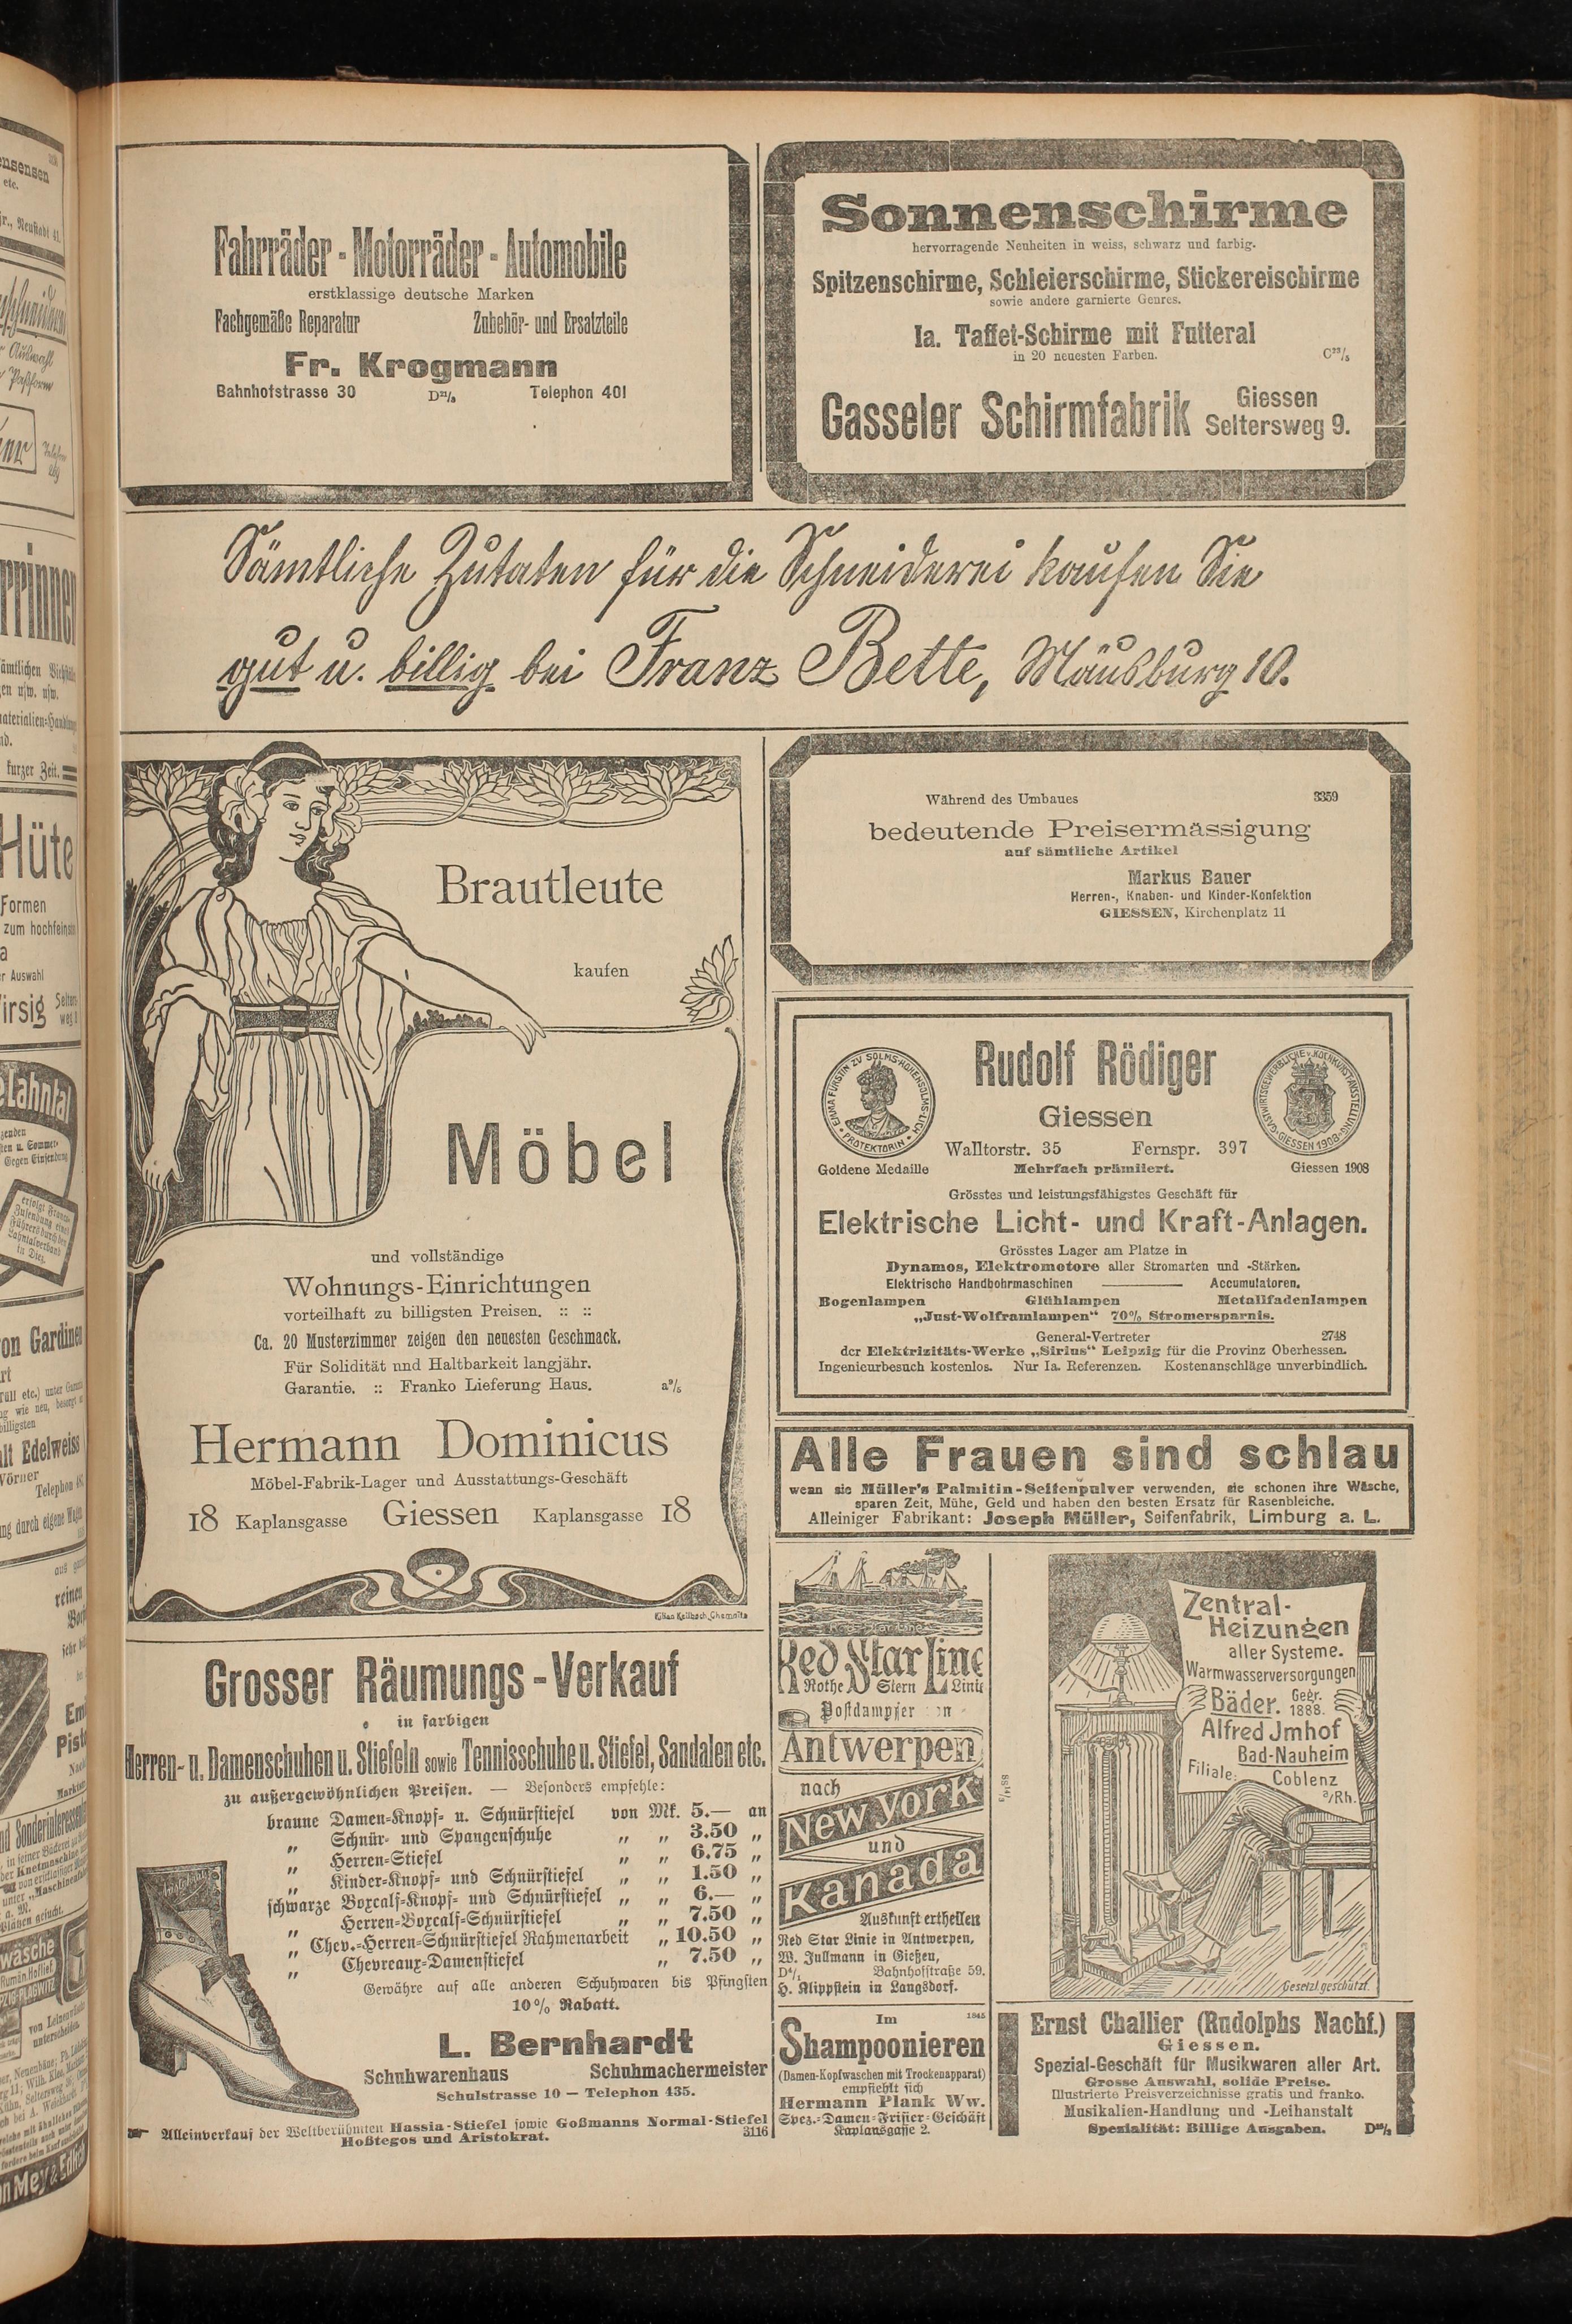 Fahrräder - Motorräder - Automobile
erstklassige deutsche Marken
Fachgemäße Reparatur Zubehör- und Ersatzteile
Fr. Krogmann
Bahnhofstrasse 30 Telephon 401
Sonnenschirme
hervorragende Neuheiten in weiss, schwarz und farbig.
Spitzenschirme, Schleierschirme, Stickereischirme
sowie andere garnierte Genres.
Ia. Taffet-Schirme mit Futteral
in 20 neuesten Farben.
Gasseler Schirmfabrik Giessen
Seltersweg 9.
Sämtliche Zutaten für die Schneiderei kaufen Sie
gut u. billig bei Franz Bette, Mäusburg 10.
Brautleute
kaufen
Möbel
und vollständige
Wohnungs-Einrichtungen
vorteilhaft zu billigsten Preisen. :: ::
Ca. 20 Musterzimmer zeigen den neuesten Geschmack.
Für Solidität und Haltbarkeit langjähr.
Garantie. :: Franko Lieferung Haus. a⁹/₅
Hermann Dominicus
Möbel-Fabrik-Lager und Ausstattungs-Geschäft
18 Kaplansgasse Giessen Kaplansgasse 18
Kilian Kellbach, Chemnitz
Während des Umbaues 3359
bedeutende Preisermässigung
auf sämtliche Artikel
Markus Bauer
Herren-, Knaben- und Kinder-Konfektion
GIESSEN, Kirchenplatz 11
Rudolf Rödiger
Giessen
Walltorstr. 35 Fernspr. 397
Goldene Medaille Mehrfach prämiiert. Giessen 1908
Grösstes und leistungsfähigstes Geschäft für
Elektrische Licht- und Kraft-Anlagen.
Grösstes Lager am Platze in
Dynamos, Elektromotore aller Stromarten und -Stärken.
Elektrische Handbohrmaschinen Accumulatoren.
Bogenlampen Glühlampen Metallfadenlampen
„Just-Wolframlampen“ 70% Stromersparnis.
General-Vertreter 2748
der Elektrizitäts-Werke „Sirius“ Leipzig für die Provinz Oberhessen.
Ingenieurbesuch kostenlos. Nur Ia. Referenzen. Kostenanschläge unverbindlich.
Alle Frauen sind schlau
wenn sie Müller's Palmitin-Seifenpulver verwenden, sie schonen ihre Wäsche,
sparen Zeit, Mühe, Geld und haben den besten Ersatz für Rasenbleiche.
Alleiniger Fabrikant: Joseph Müller, Seifenfabrik, Limburg a. L.
Grosser Räumungs-Verkauf
in farbigen
Herren- u. Damenschuhen u. Stiefeln sowie Tennisschuhe u. Stiefel, Sandalen etc.
zu außergewöhnlichen Preisen. — Besonders empfehle:
braune Damen-Knopf- u. Schnürstiefel von Mk. 5.— an
„ Schnür- und Spangenschuhe „ „ 3.50 „
„ Herren-Stiefel „ „ 6.75 „
„ Kinder-Knopf- und Schnürstiefel „ „ 1.50 „
schwarze Boxcalf-Knopf- und Schnürstiefel „ „ 6.— „
„ Herren-Boxcalf-Schnürstiefel „ „ 7.50 „
„ Chev.-Herren-Schnürstiefel Rahmenarbeit „ 10.50 „
„ Chevreaux-Damenstiefel „ 7.50 „
Gewähre auf alle anderen Schuhwaren bis Pfingsten
10% Rabatt.
L. Bernhardt
Schuhwarenhaus Schuhmachermeister
Schulstrasse 10 — Telephon 435.
Alleinverkauf der Weltberühmten Hassia-Stiefel sowie Goßmanns Normal-Stiefel
Hoßtegos und Aristokrat. 3116
Red Star Line
Rothe Stern Linie
Postdampfer
Antwerpen
nach
New York
und
Kanada
Auskunft ertheilen
Red Star Linie in Antwerpen,
W. Jullmann in Gießen,
Bahnhofstraße 59.
H. Klippstein in Langsdorf.
Im 1845
Shampoonieren
(Damen-Kopfwaschen mit Trockenapparat)
empfiehlt sich
Hermann Plank Ww.
Spez.-Damen-Frisier-Geschäft
Kaplansgasse 2.
Zentral-
Heizungen
aller Systeme.
Warmwasserversorgungen
Bäder. Gegr. 1888.
Alfred Jmhof
Bad-Nauheim
Filiale: Coblenz
a/Rh.
Gesetzl geschützt.
Ernst Challier (Rudolphs Nachf.)
Giessen.
Spezial-Geschäft für Musikwaren aller Art.
Grosse Auswahl, solide Preise.
Illustrierte Preisverzeichnisse gratis und franko.
Musikalien-Handlung und -Leihanstalt
Spezialität: Billige Ausgaben.